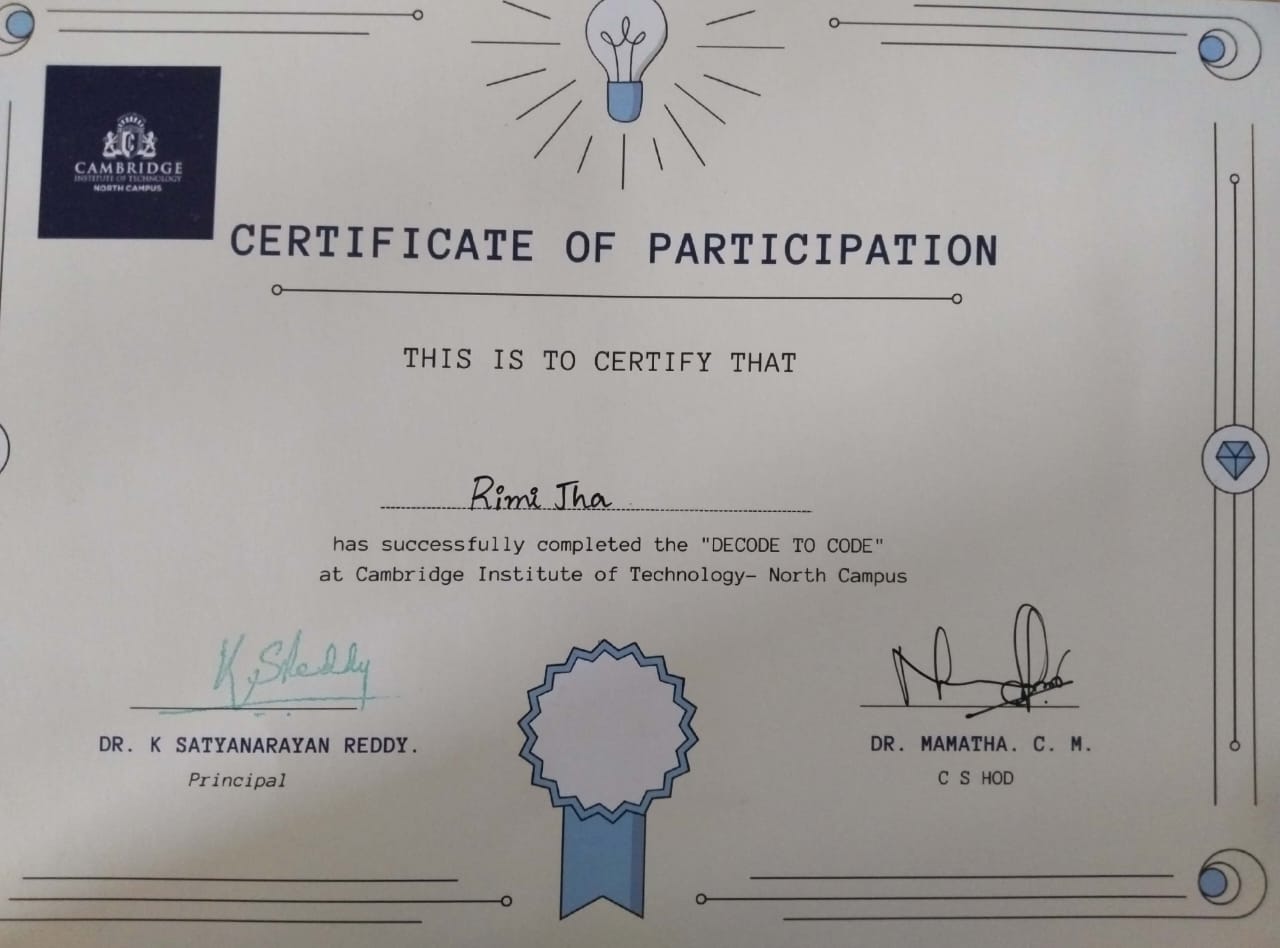 CAMBRIDGE
INSTITUTE OF TECHNOLOGY
NORTH CAMPUS
CERTIFICATE OF PARTICIPATION
THIS IS TO CERTIFY THAT
Rimi Jha
has successfully completed the "DECODE TO CODE"
at Cambridge Institute of Technology- North Campus
K S Reddy
DR. K SATYANARAYAN REDDY.
Principal
DR. MAMATHA. C. M.
C S HOD